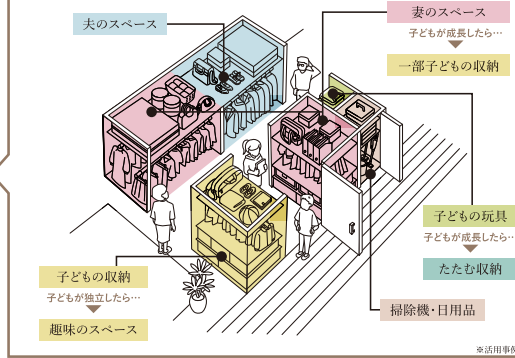 夫のスペース
妻のスペース
子どもが成長したら…
一部子どもの収納
子どもの玩具
子どもが成長したら…
たたむ収納
子どもの収納
子どもが独立したら…
趣味のスペース
掃除機・日用品
※活用事例